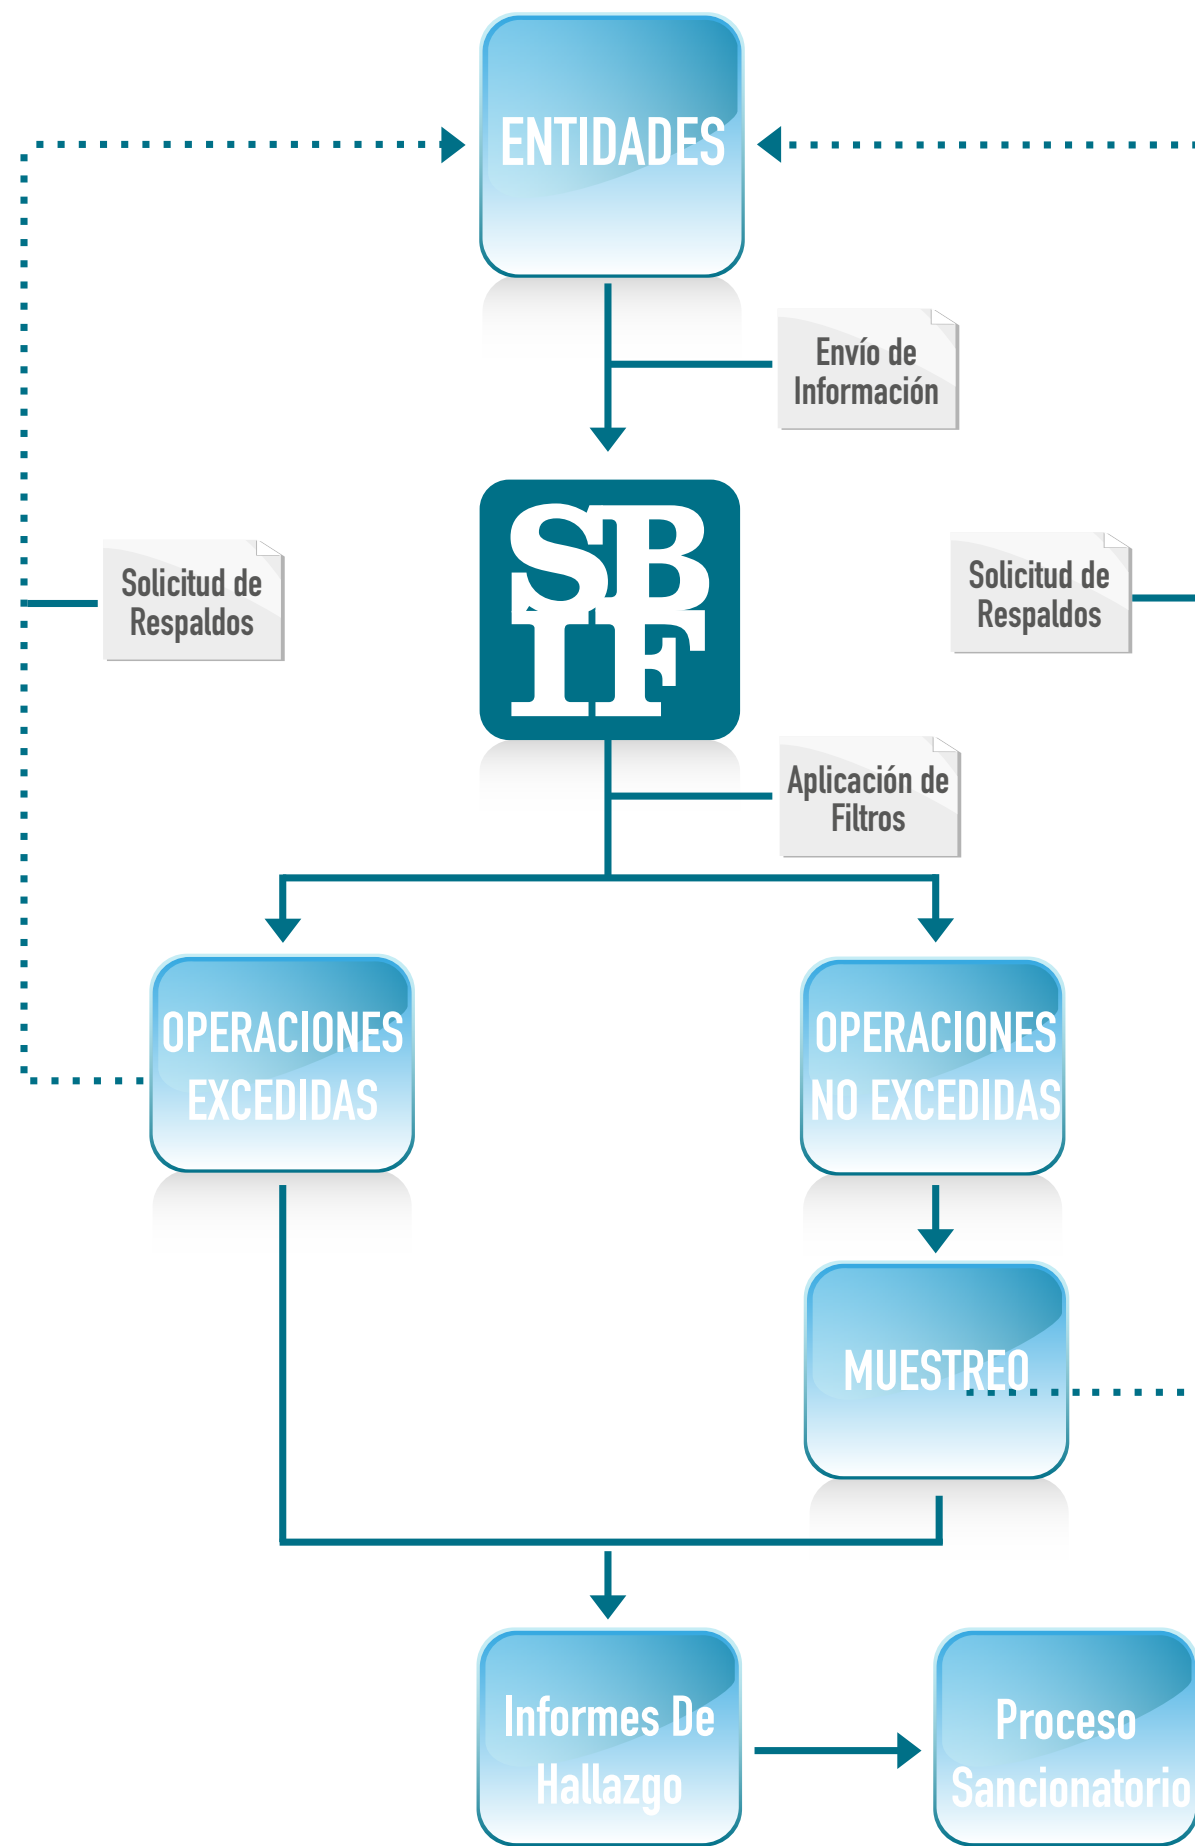 ENTIDADES
Envío de
Información
SB
IF
Solicitud de
Respaldos
Solicitud de
Respaldos
Aplicación de
Filtros
OPERACIONES
EXCEDIDAS
OPERACIONES
NO EXCEDIDAS
MUESTREO
Informes De
Hallazgo
Proceso
Sancionatorio